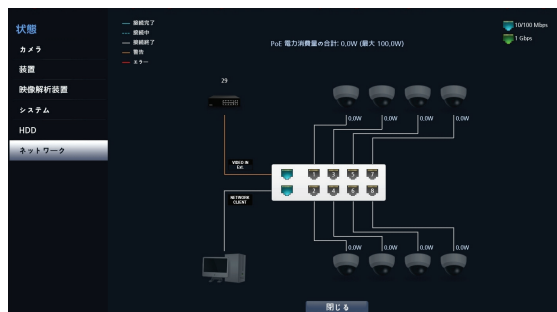 状態
カメラ
装置
映像解析装置
システム
HDD
ネットワーク
接続完了
接続中
接続終了
警告
エラー
PoE 電力消費量の合計: 0,0W (最大 100,0W)
10/100 Mbps
1 Gbps
29
0,0W 0,0W 0,0W 0,0W
VIDEO IN
Ext.
1 3 5 7
NETWORK
CLIENT
2 4 6 8
0,0W 0,0W 0,0W 0,0W
閉じる